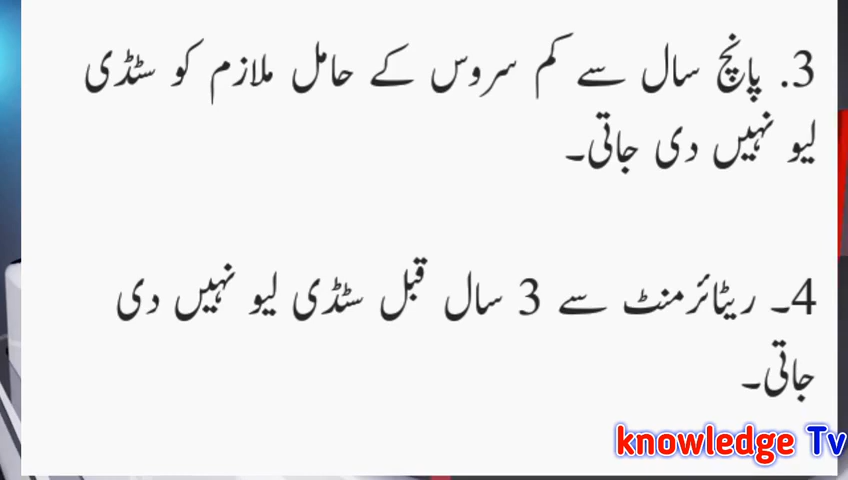 3. پانچ سال سے کم سروس کے حامل ملازم کو سٹڈی
لیو نہیں دی جاتی۔
4۔ ریٹائرمنٹ سے 3 سال قبل سٹڈی لیو نہیں دی
جاتی۔
knowledge Tv